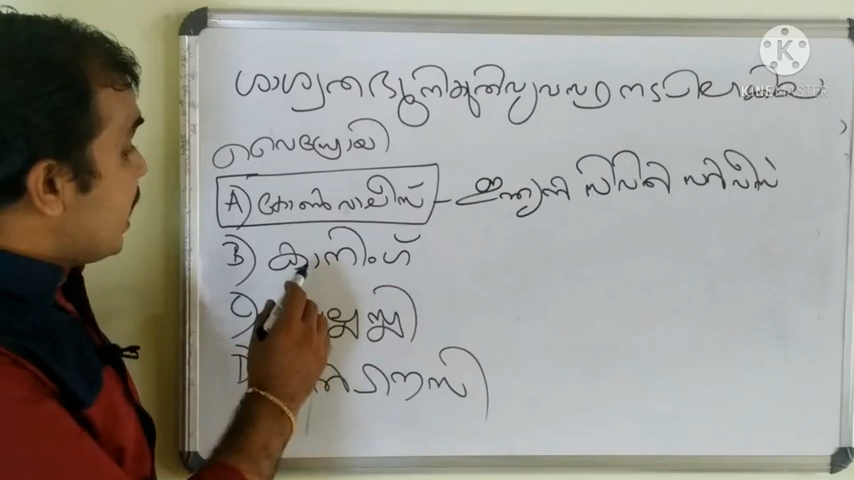 ശാശ്വത ഭൂനികുതി വ്യവസ്ഥ നടപ്പിലാക്കിയ
വൈസ്രോയി
A) കോൺവാലീസ് - ഇന്ത്യൻ സിവിൽ സർവീസ്
B) കാനിംഗ്
KINEMASTER